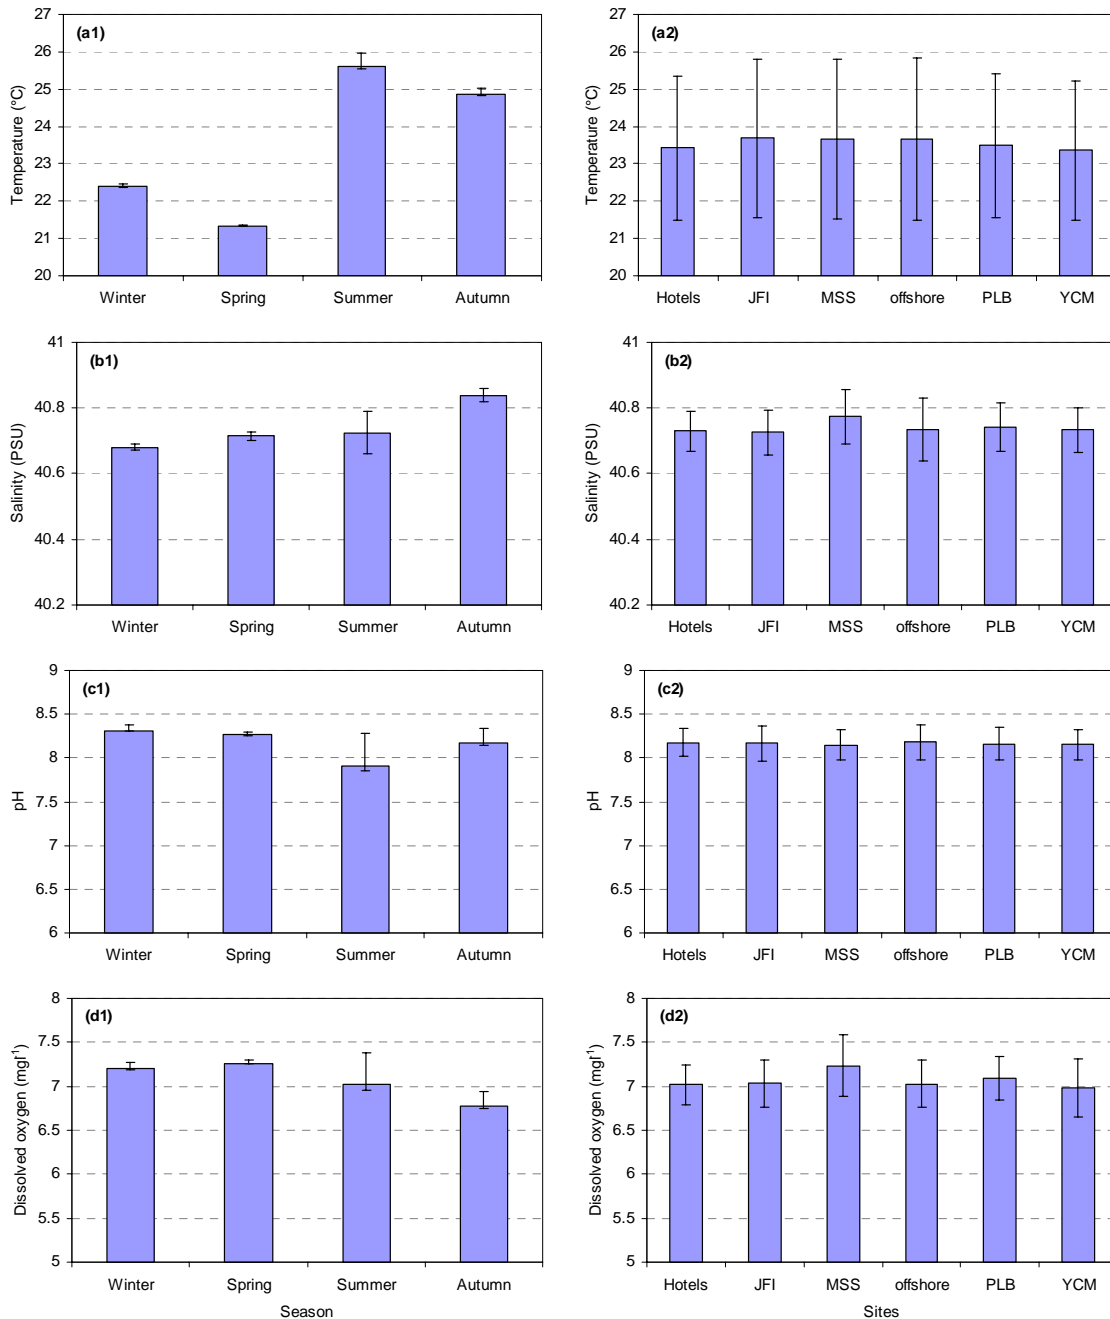 (a1)
Temperature (°C)
27
26
25
24
23
22
21
20
Winter Spring Summer Autumn
(a2)
Temperature (°C)
27
26
25
24
23
22
21
20
Hotels JFI MSS offshore PLB YCM
(b1)
Salinity (PSU)
41
40.8
40.6
40.4
40.2
Winter Spring Summer Autumn
(b2)
Salinity (PSU)
41
40.8
40.6
40.4
40.2
Hotels JFI MSS offshore PLB YCM
(c1)
pH
9
8.5
8
7.5
7
6.5
6
Winter Spring Summer Autumn
(c2)
pH
9
8.5
8
7.5
7
6.5
6
Hotels JFI MSS offshore PLB YCM
(d1)
Dissolved oxygen (mgl⁻¹)
8
7.5
7
6.5
6
5.5
5
Winter Spring Summer Autumn
Season
(d2)
Dissolved oxygen (mgl⁻¹)
8
7.5
7
6.5
6
5.5
5
Hotels JFI MSS offshore PLB YCM
Sites